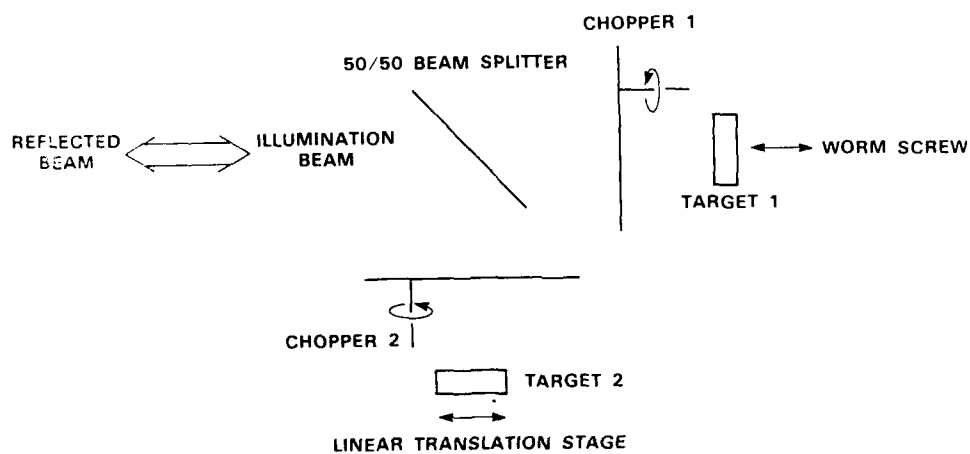 CHOPPER 1
50/50 BEAM SPLITTER
REFLECTED
BEAM
ILLUMINATION
BEAM
WORM SCREW
TARGET 1
CHOPPER 2
TARGET 2
LINEAR TRANSLATION STAGE